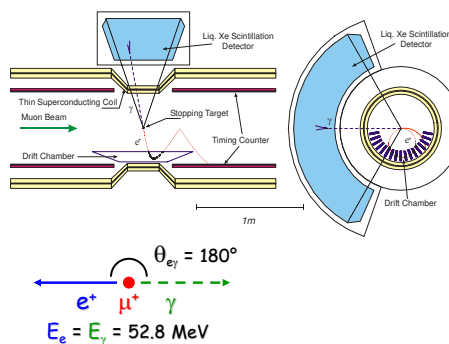 Liq. Xe Scintillation
Detector
Liq. Xe Scintillation
Detector
γ
Thin Superconducting Coil
Stopping Target
Muon Beam
e⁺
Timing Counter
Drift Chamber
γ
e⁺
Drift Chamber
1m
θeγ = 180°
e⁺ μ⁺ γ
Ee = Eγ = 52.8 MeV